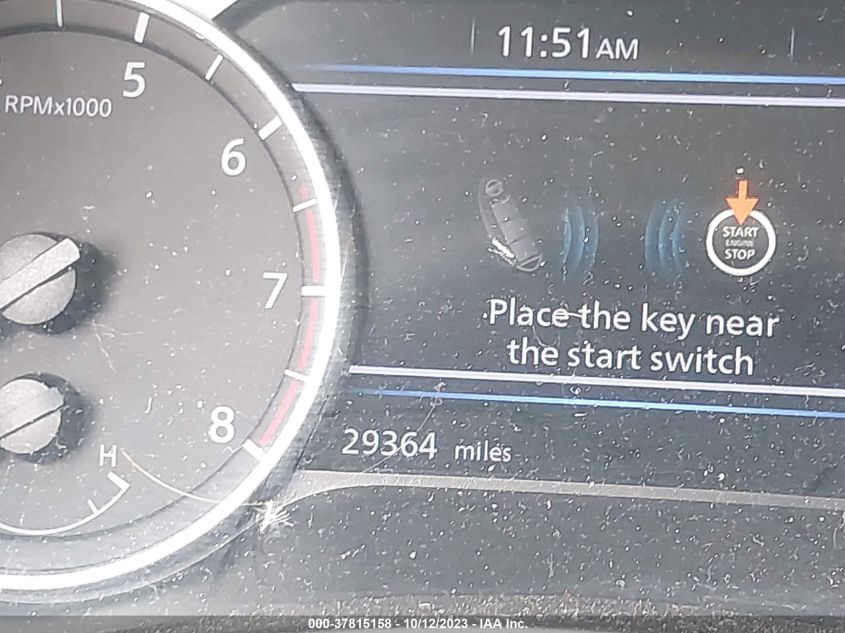 11:51AM
5
RPMx1000
6
START
ENGINE
STOP
7
Place the key near
the start switch
8
29364 miles
H
000-37815158 - 10/12/2023 - IAA Inc.